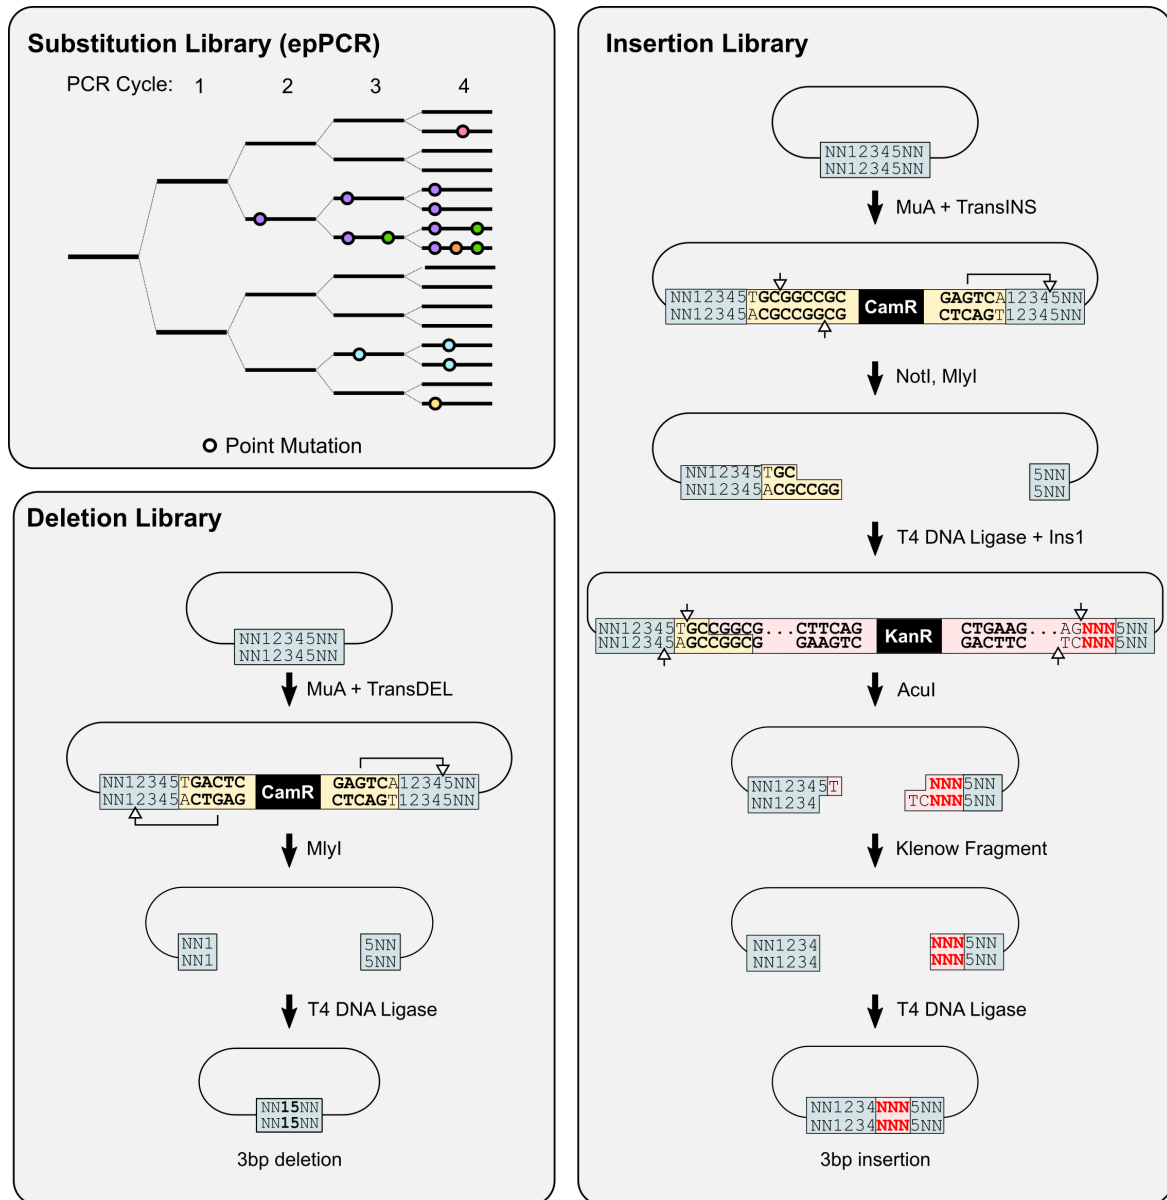 Substitution Library (epPCR)
PCR Cycle: 1 2 3 4
Point Mutation
Deletion Library
NN12345NN
NN12345NN
MuA + TransDEL
NN12345TGACTC CamR GAGTCA12345NN
NN12345ACTGAG CTCAGT12345NN
MlyI
NN1 5NN
NN1 5NN
T4 DNA Ligase
NN15NN
NN15NN
3bp deletion
Insertion Library
NN12345NN
NN12345NN
MuA + TransINS
NN12345TGCGGCCGC CamR GAGTCA12345NN
NN12345ACGCCGGCG CTCAGT12345NN
NotI, MlyI
NN12345TGC 5NN
NN12345ACGCCGG 5NN
T4 DNA Ligase + Ins1
NN12345TGCCGGCG...CTTCAG KanR CTGAAG...AGNNN5NN
NN12345AGCCGGCG GAAGTC GACTTC TCNNN5NN
AcuI
NN12345T NNN5NN
NN1234 TCNNN5NN
Klenow Fragment
NN1234 NNN5NN
NN1234 NNN5NN
T4 DNA Ligase
NN1234NNN5NN
NN1234NNN5NN
3bp insertion